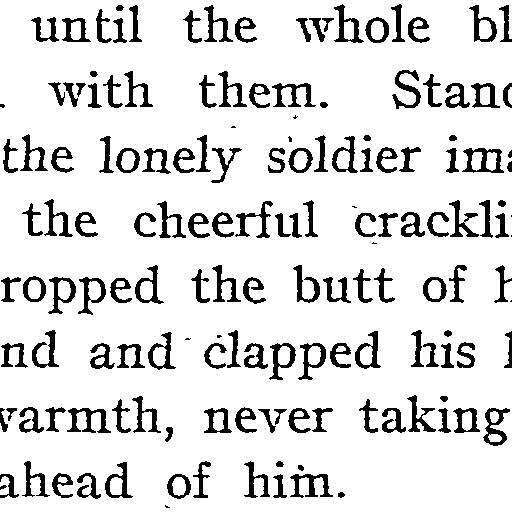 until the whole bl
with them. Stand
the lonely soldier ima
the cheerful crackli
ropped the butt of h
nd and clapped his
warmth, never taking
ahead of him.